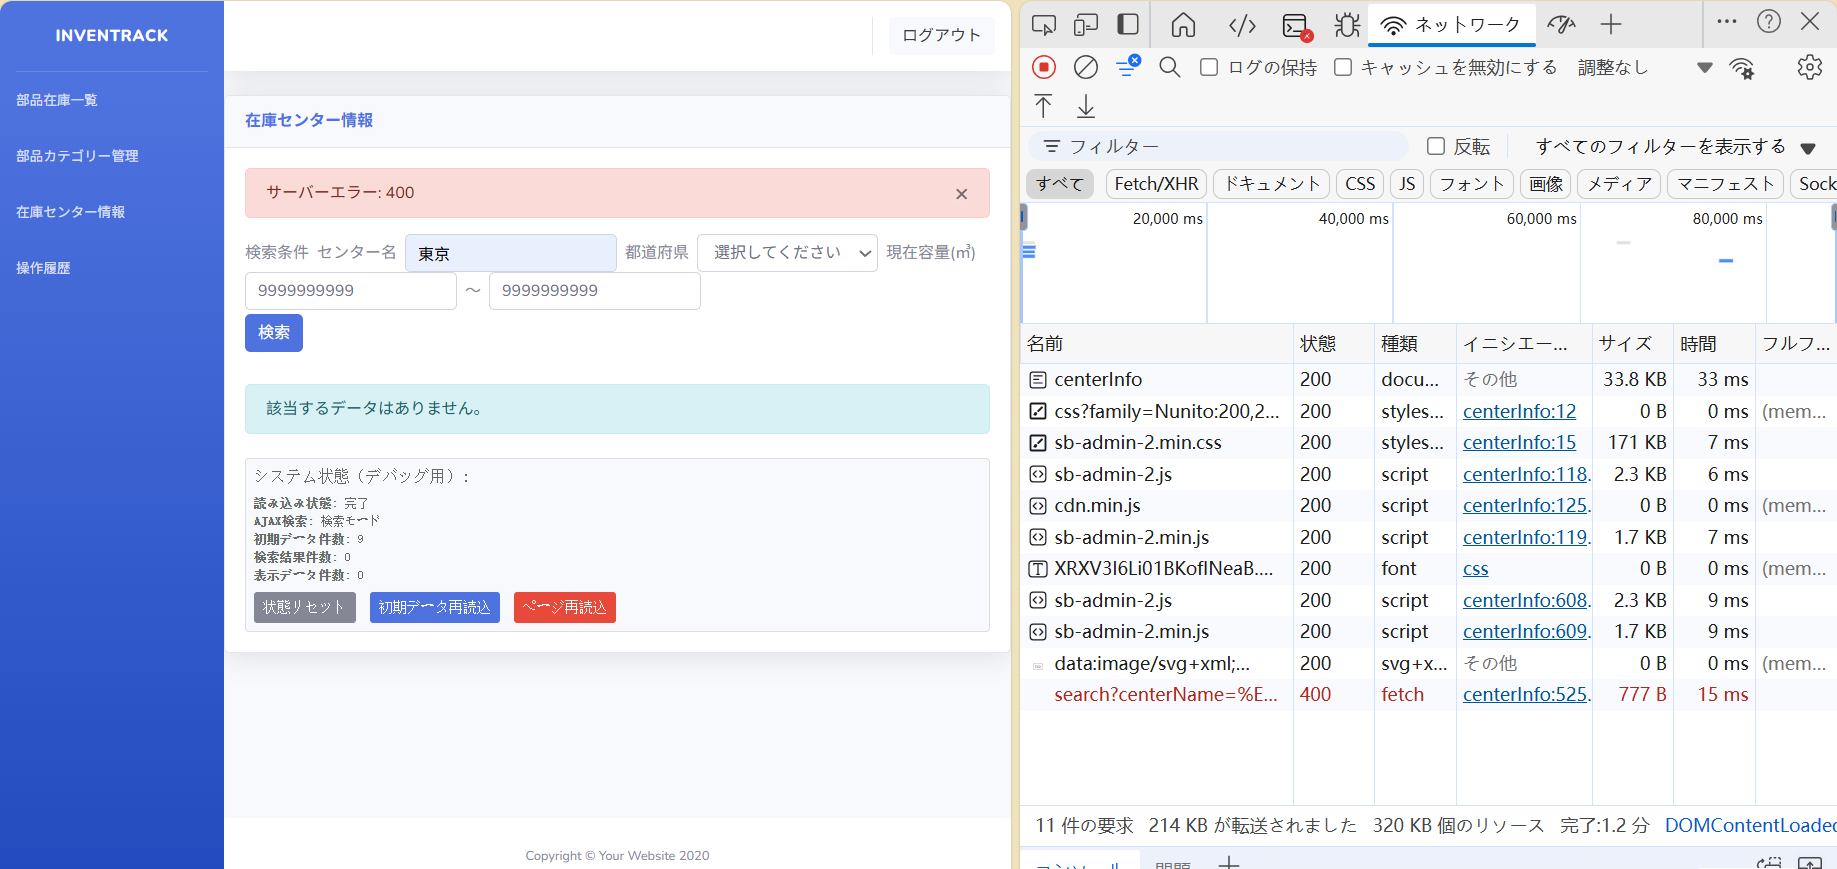 INVENTRACK
部品在庫一覧
部品カテゴリー管理
在庫センター情報
操作履歴
ログアウト
在庫センター情報
サーバーエラー: 400
検索条件 センター名 東京 都道府県 選択してください 現在容量(㎥)
9999999999 ～ 9999999999
検索
該当するデータはありません。
システム状態（デバッグ用）:
読み込み状態: 完了
AJAX検索: 検索モード
初期データ件数: 9
検索結果件数: 0
表示データ件数: 0
状態リセット 初期データ再読込 ページ再読込
Copyright © Your Website 2020
ネットワーク
ログの保持 キャッシュを無効にする 調整なし
フィルター 反転 すべてのフィルターを表示する
すべて Fetch/XHR ドキュメント CSS JS フォント 画像 メディア マニフェスト Sock
20,000 ms 40,000 ms 60,000 ms 80,000 ms
名前 状態 種類 イニシエー... サイズ 時間 フルフ...
centerInfo 200 docu... その他 33.8 KB 33 ms
css?family=Nunito:200,2... 200 styles... centerInfo:12 0 B 0 ms (mem...
sb-admin-2.min.css 200 styles... centerInfo:15 171 KB 7 ms
sb-admin-2.js 200 script centerInfo:118. 2.3 KB 6 ms
cdn.min.js 200 script centerInfo:125. 0 B 0 ms (mem...
sb-admin-2.min.js 200 script centerInfo:119. 1.7 KB 7 ms
XRXV3I6Li01BKofINeaB.... 200 font css 0 B 0 ms (mem...
sb-admin-2.js 200 script centerInfo:608. 2.3 KB 9 ms
sb-admin-2.min.js 200 script centerInfo:609. 1.7 KB 9 ms
data:image/svg+xml;... 200 svg+x... その他 0 B 0 ms (mem...
search?centerName=%E... 400 fetch centerInfo:525. 777 B 15 ms
11 件の要求 214 KB が転送されました 320 KB 個のリソース 完了:1.2 分 DOMContentLoaded